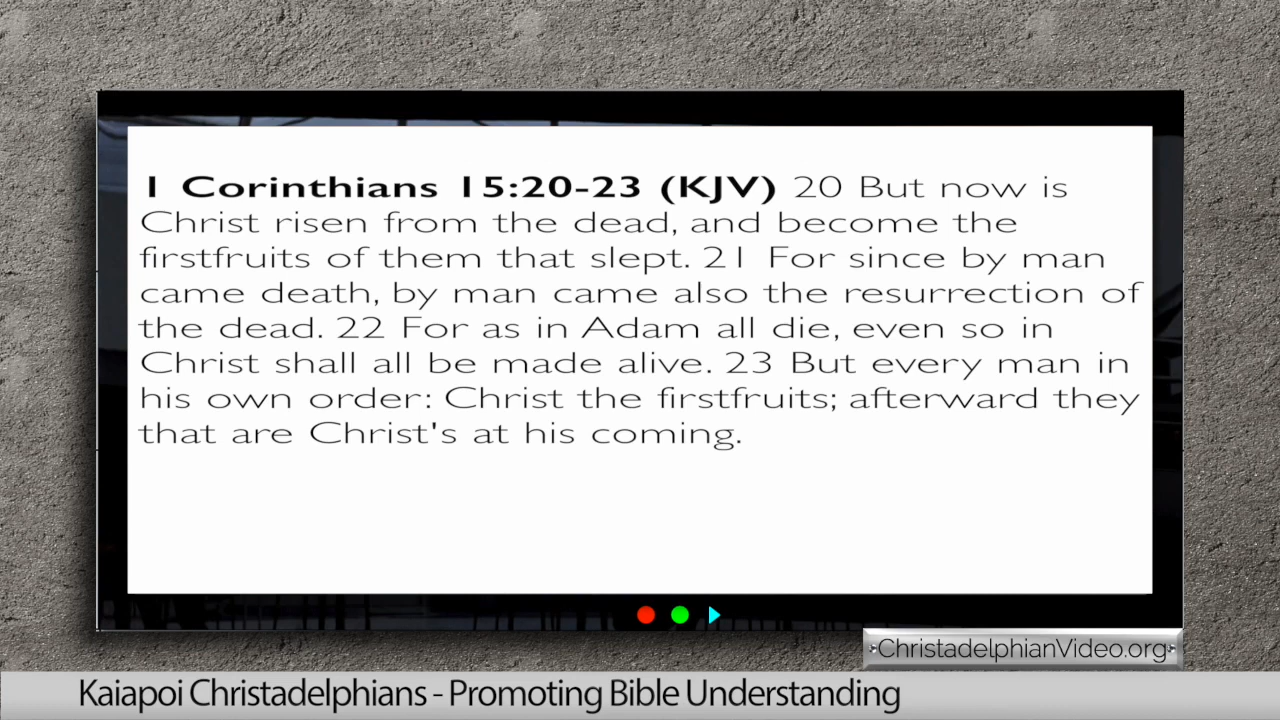 1 Corinthians 15:20-23 (KJV) 20 But now is
Christ risen from the dead, and become the
firstfruits of them that slept. 21 For since by man
came death, by man came also the resurrection of
the dead. 22 For as in Adam all die, even so in
Christ shall all be made alive. 23 But every man in
his own order: Christ the firstfruits; afterward they
that are Christ's at his coming.
ChristadelphianVideo.org
Kaiapoi Christadelphians - Promoting Bible Understanding